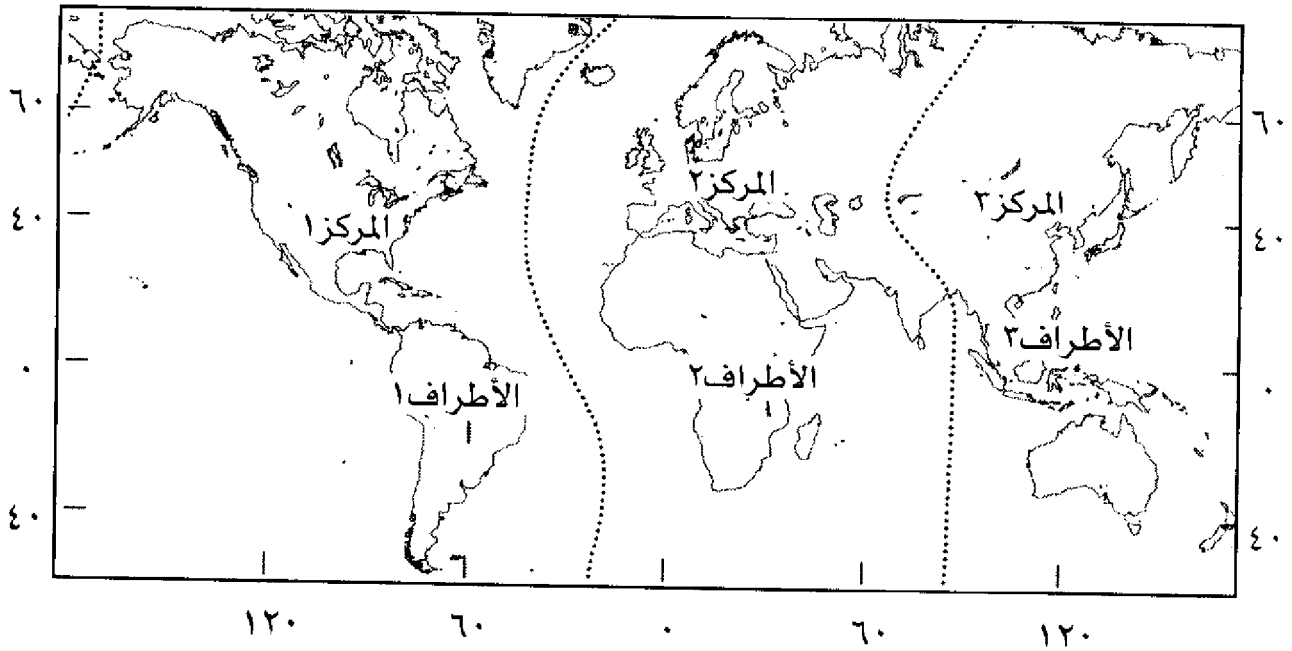 ٦٠
٦٠
المركز٢
المركز٣
٤٠
المركز١
٤٠
الأطراف٣
٠
الأطراف٢
٠
الأطراف١
٤٠
٤٠
١٢٠
٦٠
٠
٦٠
١٢٠